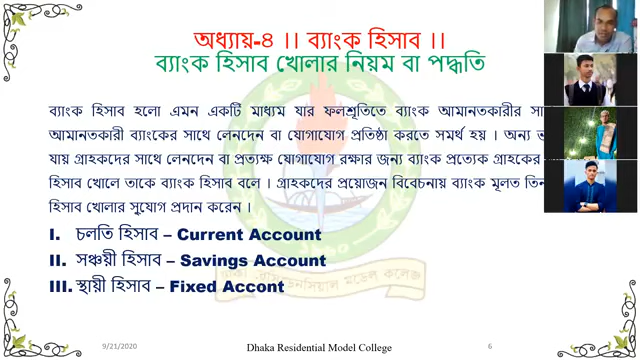 অধ্যায়-৪ ।। ব্যাংক হিসাব ।।
ব্যাংক হিসাব খোলার নিয়ম বা পদ্ধতি
ব্যাংক হিসাব হলো এমন একটি মাধ্যম যার ফলশ্রূতিতে ব্যাংক আমানতকারীর
আমানতকারী ব্যাংকের সাথে লেনদেন বা যোগাযোগ প্রতিষ্ঠা করতে সমর্থ হয় । অন্য
যায় গ্রাহকদের সাথে লেনদেন বা প্রত্যক্ষ যোগাযোগ রক্ষার জন্য ব্যাংক প্রত্যেক গ্রাহকের
হিসাব খোলে তাকে ব্যাংক হিসাব বলে । গ্রাহকদের প্রয়োজন বিবেচনায় ব্যাংক মূলত তিন
হিসাব খোলার সুযোগ প্রদান করেন ।
I. চলতি হিসাব – Current Account
II. সঞ্চয়ী হিসাব – Savings Account
III. স্থায়ী হিসাব – Fixed Accont
9/21/2020 Dhaka Residential Model College 6